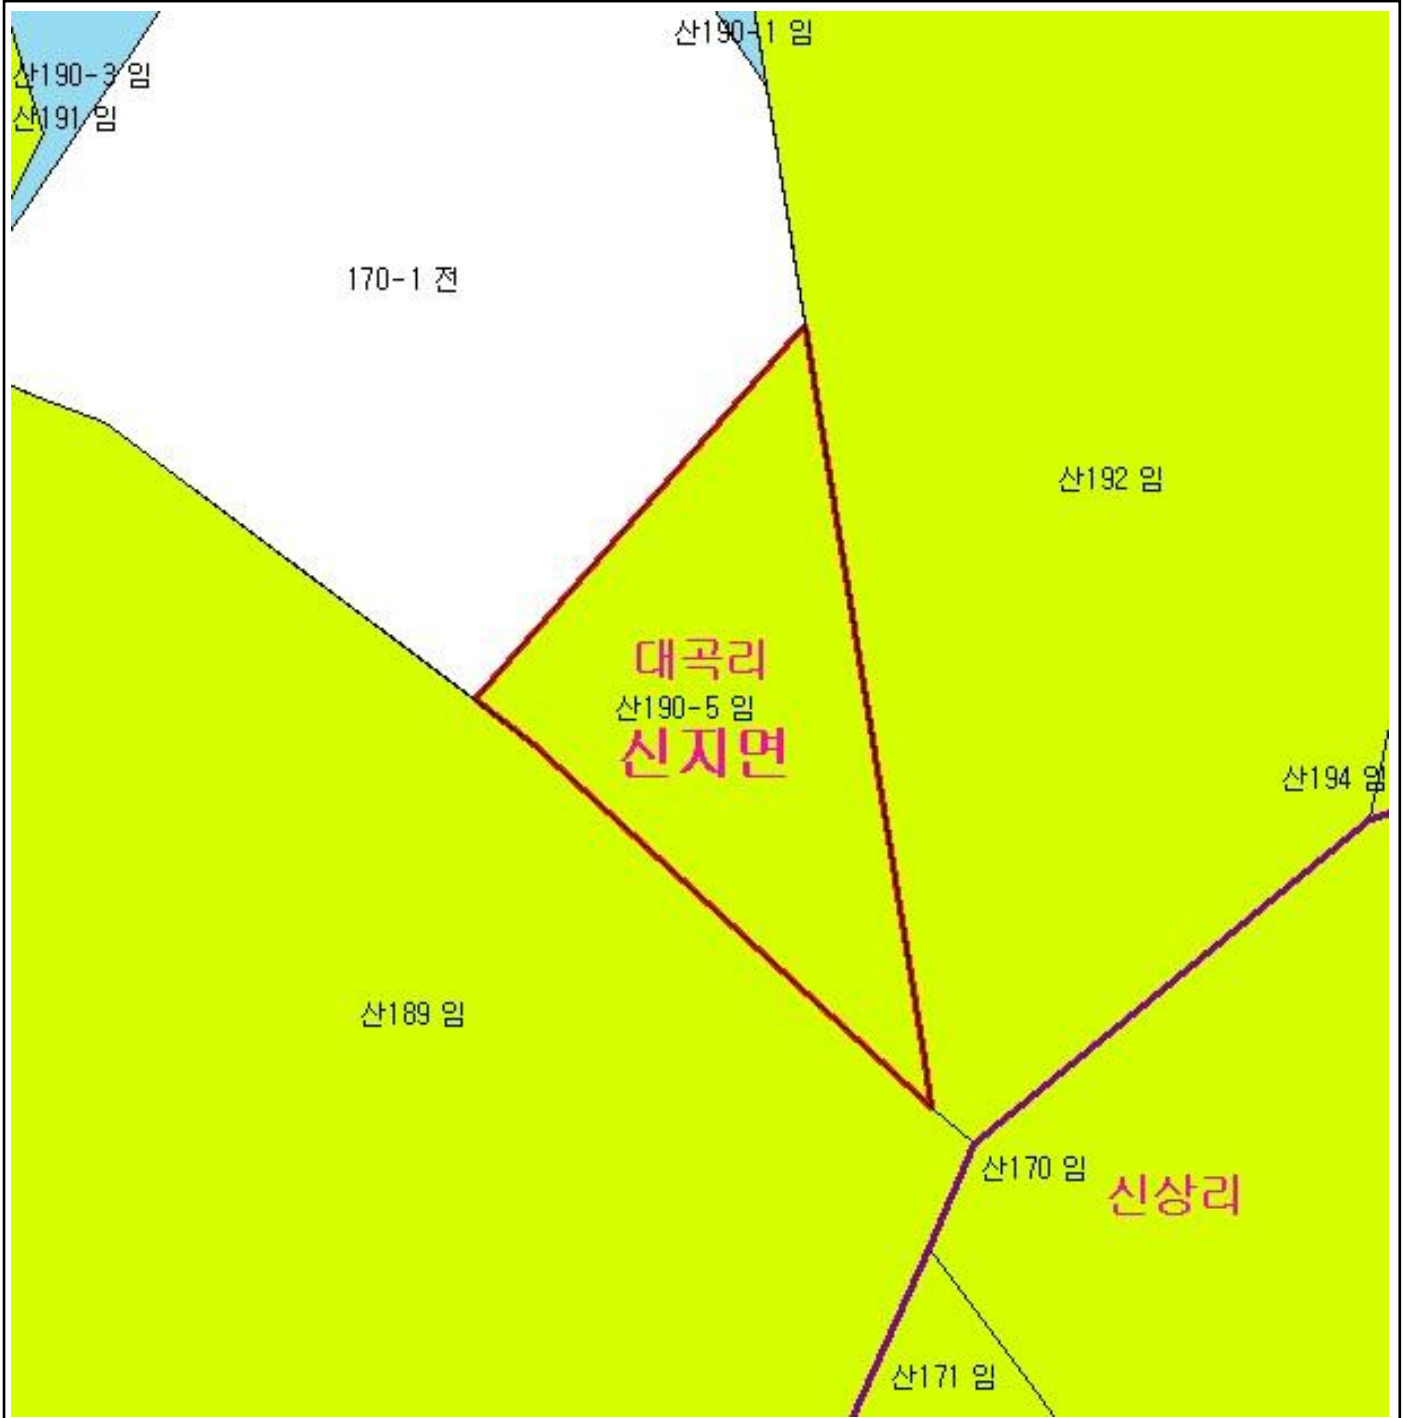 산190-1 임
산190-3 임
산191 임
170-1 전
산192 임
대곡리
산190-5 임
신지면
산194 임
산189 임
산170 임
신상리
산171 임